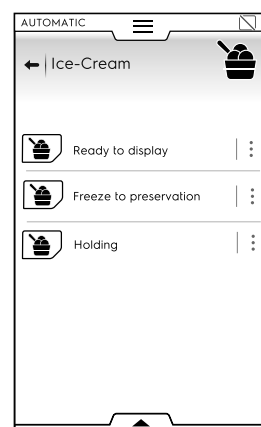 AUTOMATIC
Ice-Cream
Ready to display
Freeze to preservation
Holding